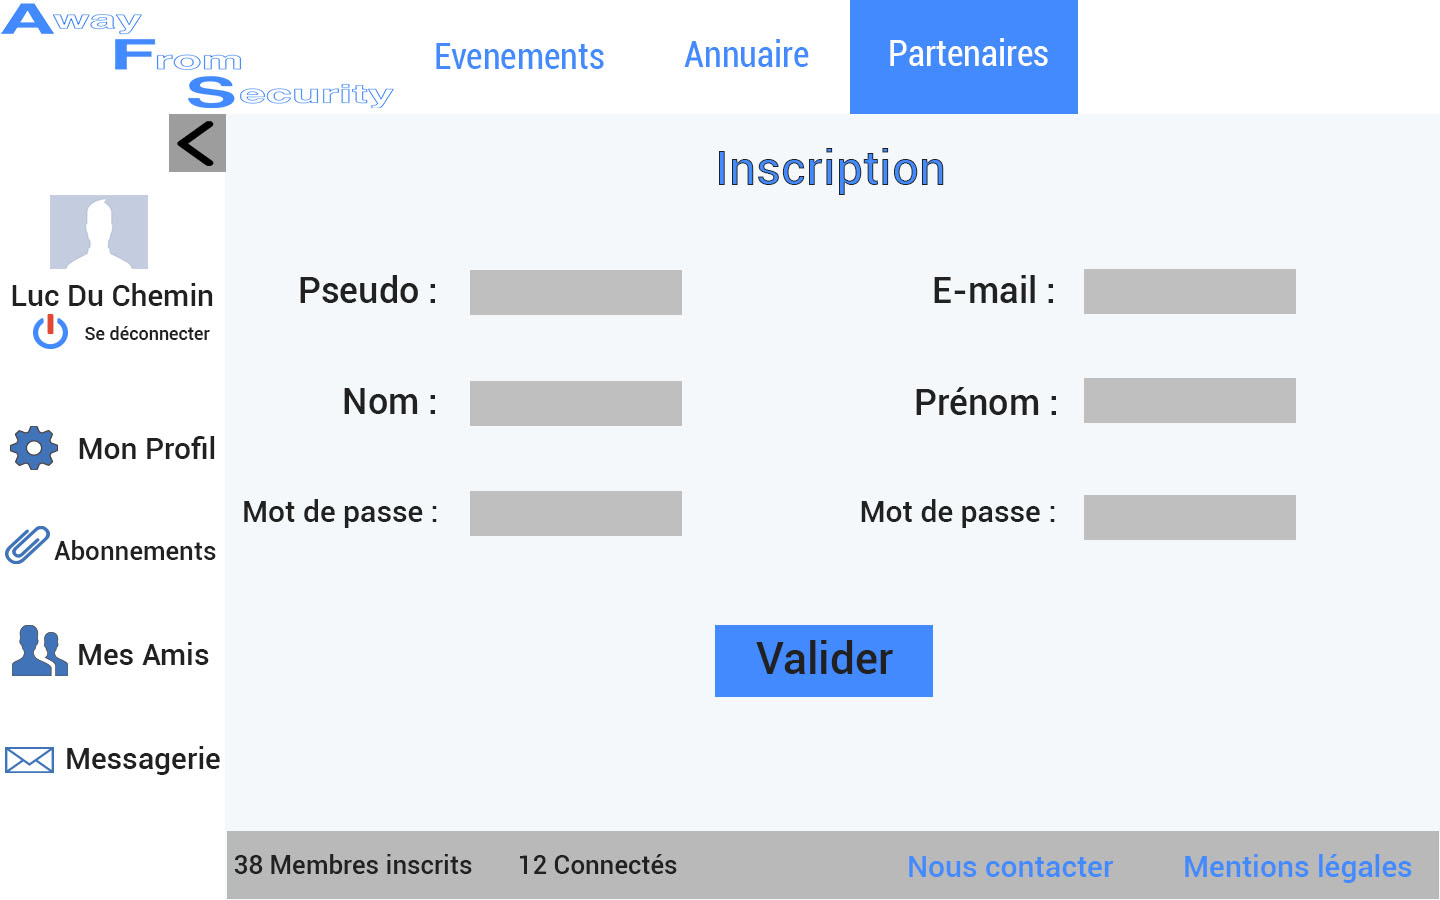 Away
From
Security
Evenements
Annuaire
Partenaires
Inscription
Luc Du Chemin
Se déconnecter
Mon Profil
Abonnements
Mes Amis
Messagerie
Pseudo :
E-mail :
Nom :
Prénom :
Mot de passe :
Mot de passe :
Valider
38 Membres inscrits
12 Connectés
Nous contacter
Mentions légales